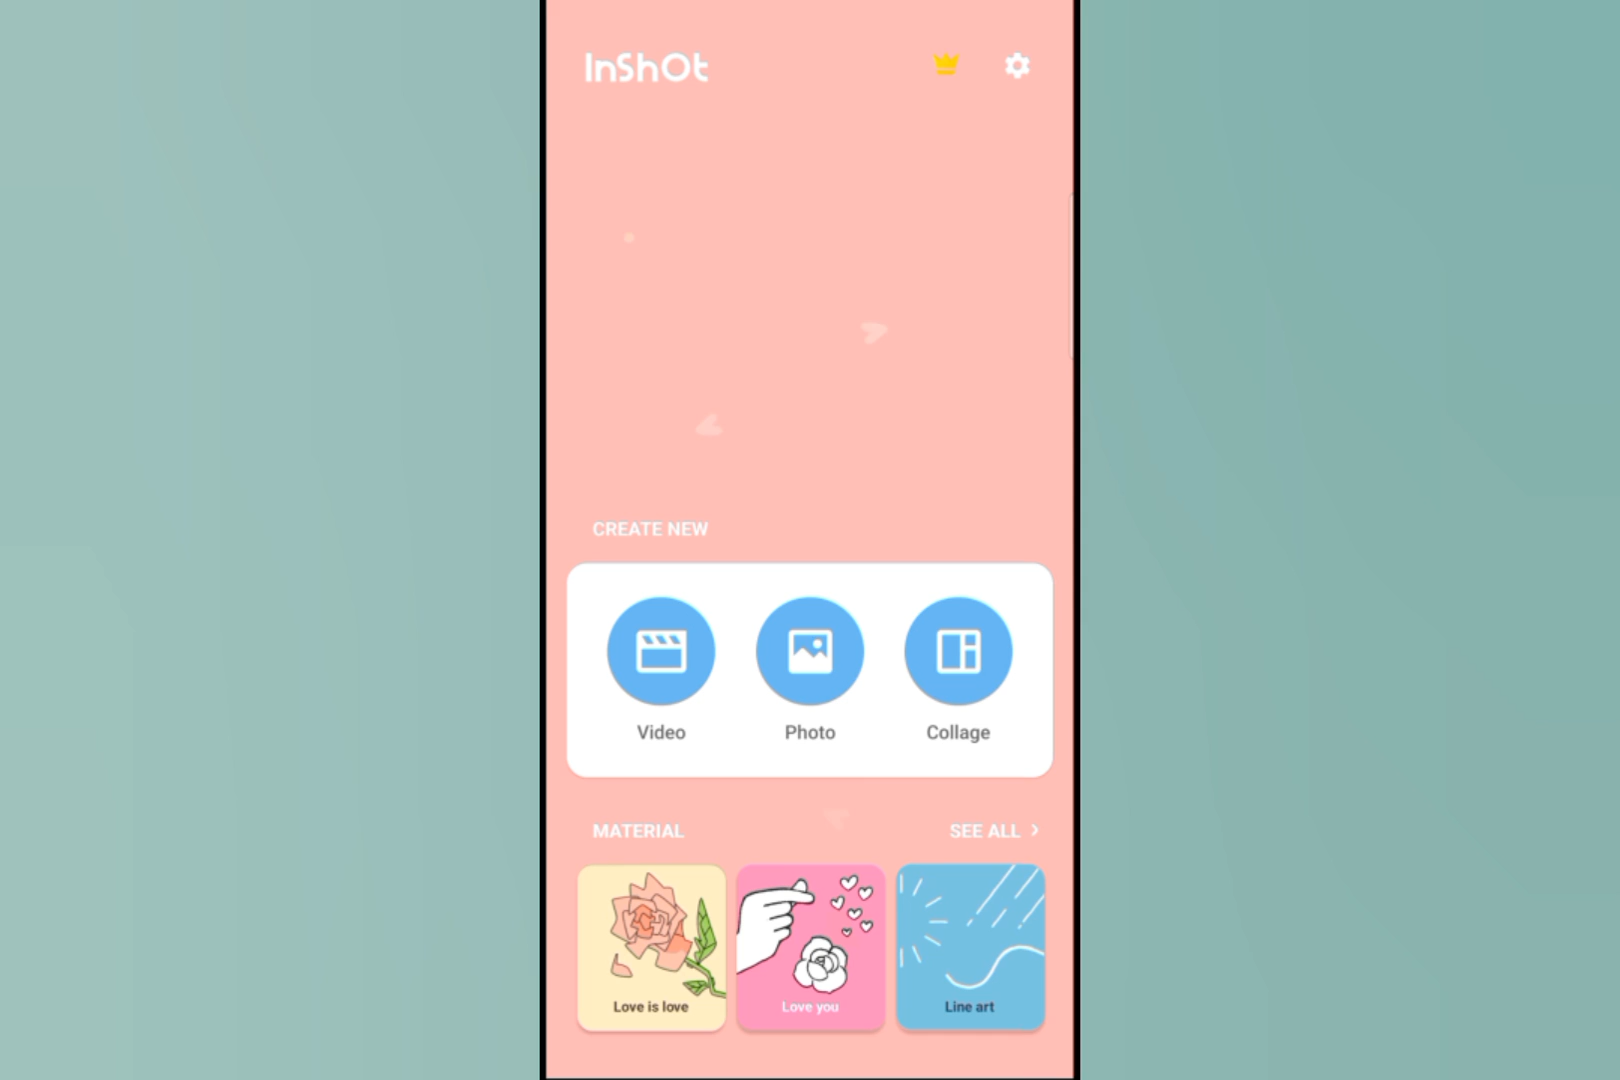 InShOt
CREATE NEW
Video Photo Collage
MATERIAL SEE ALL >
Love is love Love you Line art